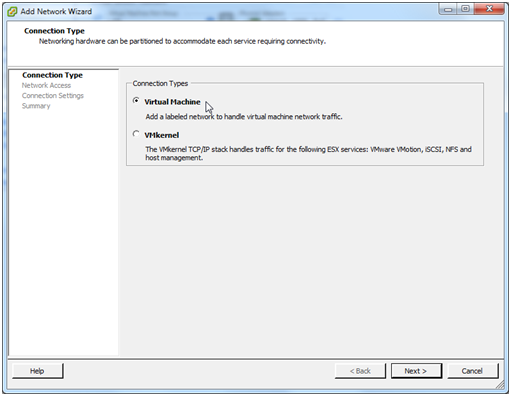 Add Network Wizard
Connection Type
Networking hardware can be partitioned to accommodate each service requiring connectivity.
Connection Type
Network Access
Connection Settings
Summary
Connection Types
Virtual Machine
Add a labeled network to handle virtual machine network traffic.
VMkernel
The VMkernel TCP/IP stack handles traffic for the following ESX services: VMware VMotion, iSCSI, NFS and
host management.
Help
< Back
Next >
Cancel